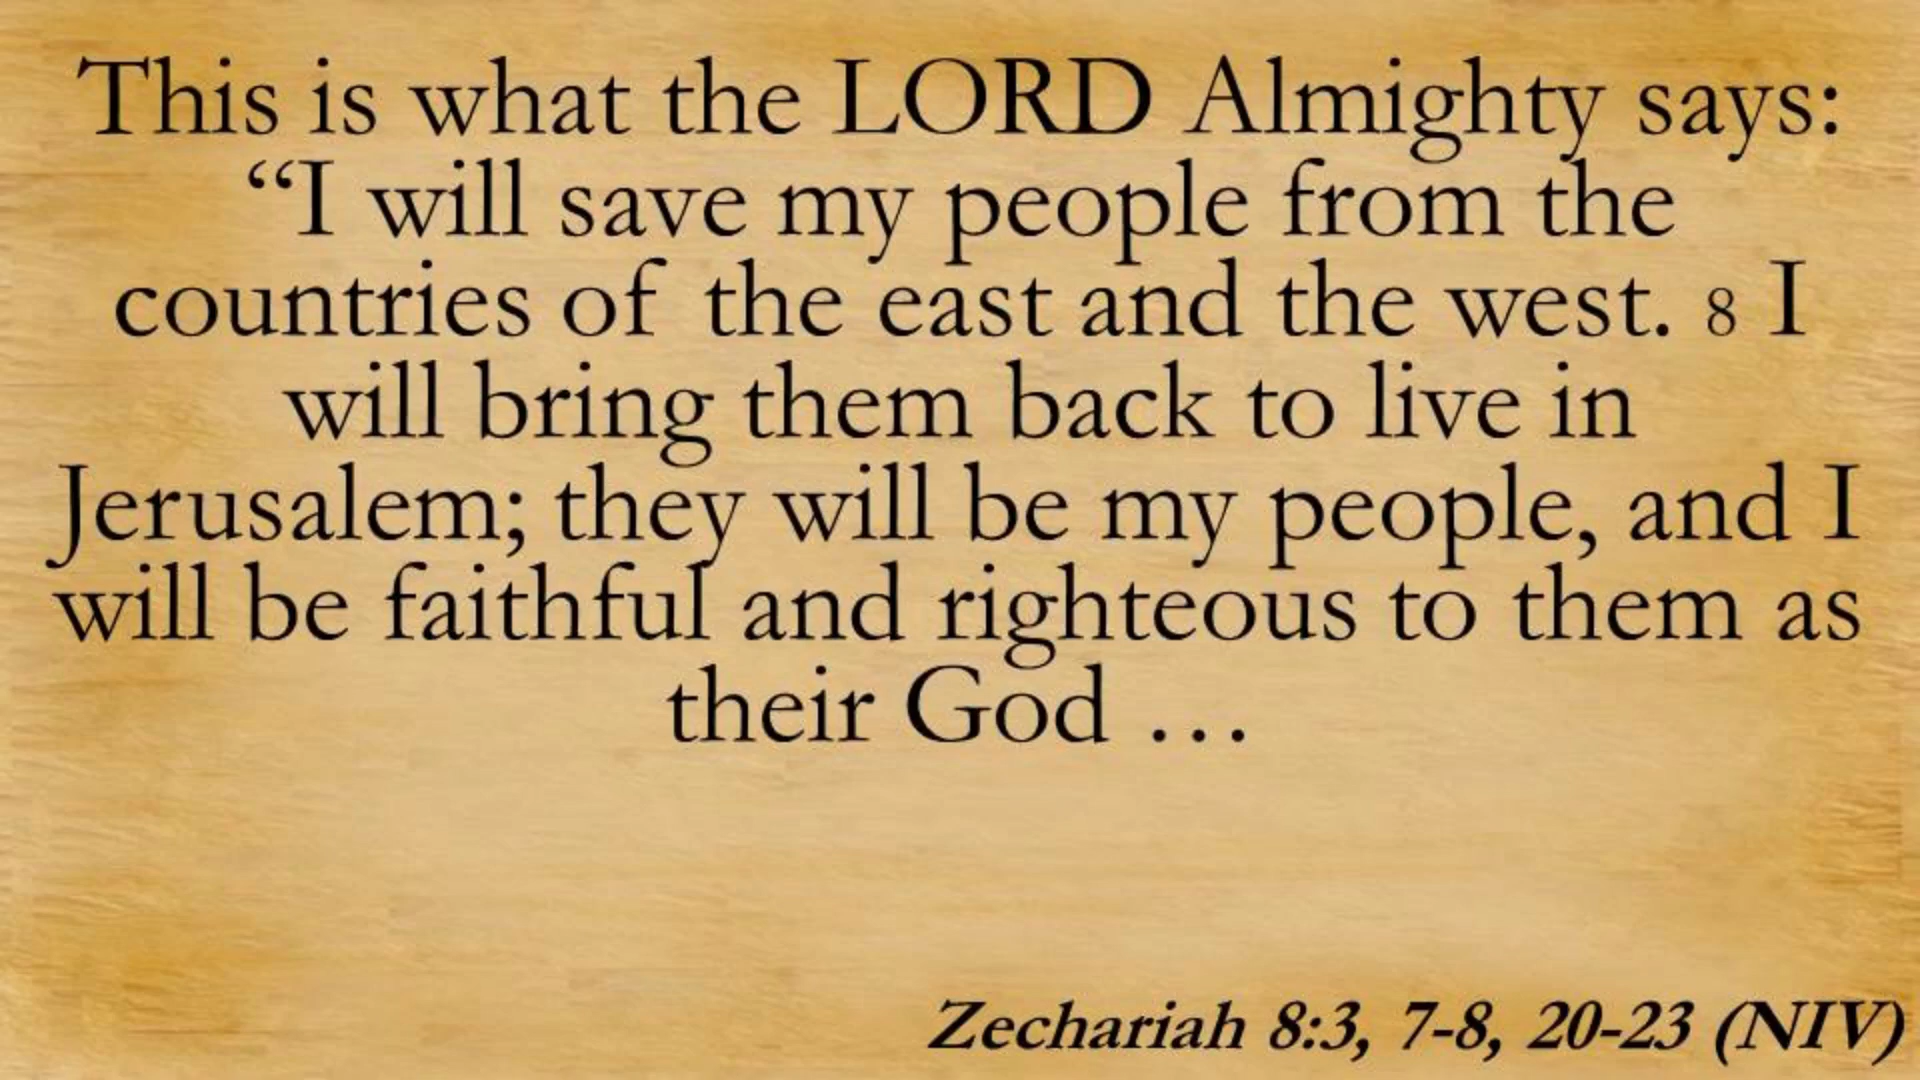 This is what the LORD Almighty says:
“I will save my people from the
countries of the east and the west. 8 I
will bring them back to live in
Jerusalem; they will be my people, and I
will be faithful and righteous to them as
their God …
Zechariah 8:3, 7-8, 20-23 (NIV)